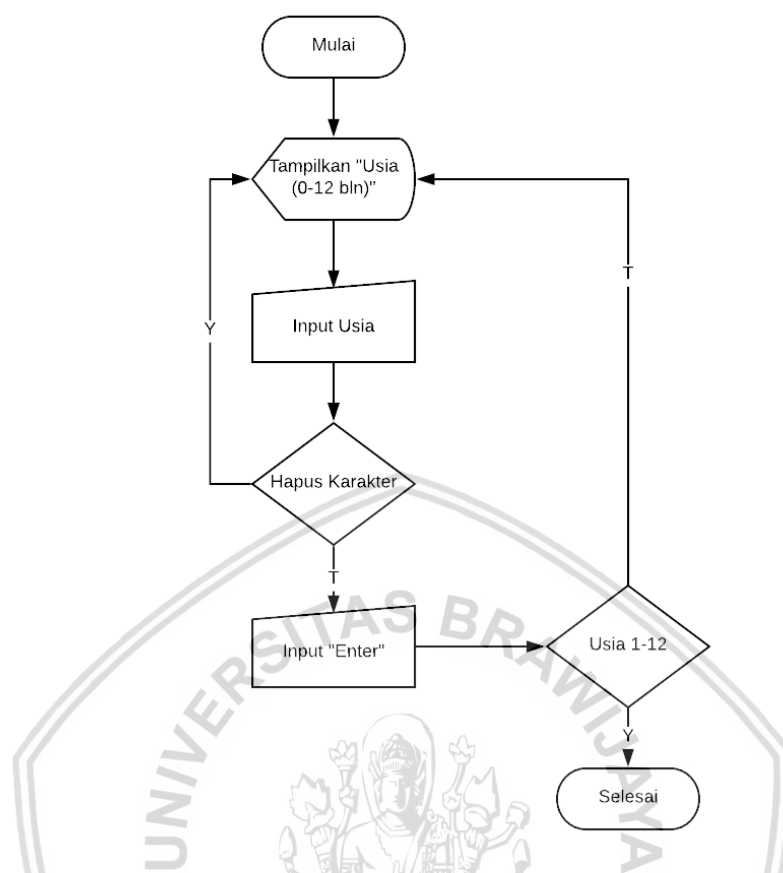 Mulai
Tampilkan "Usia
(0-12 bln)"
T
Y
Input Usia
Hapus Karakter
T
Input "Enter"
Usia 1-12
Y
Selesai
UNIVERSITAS BRAWIJAYA